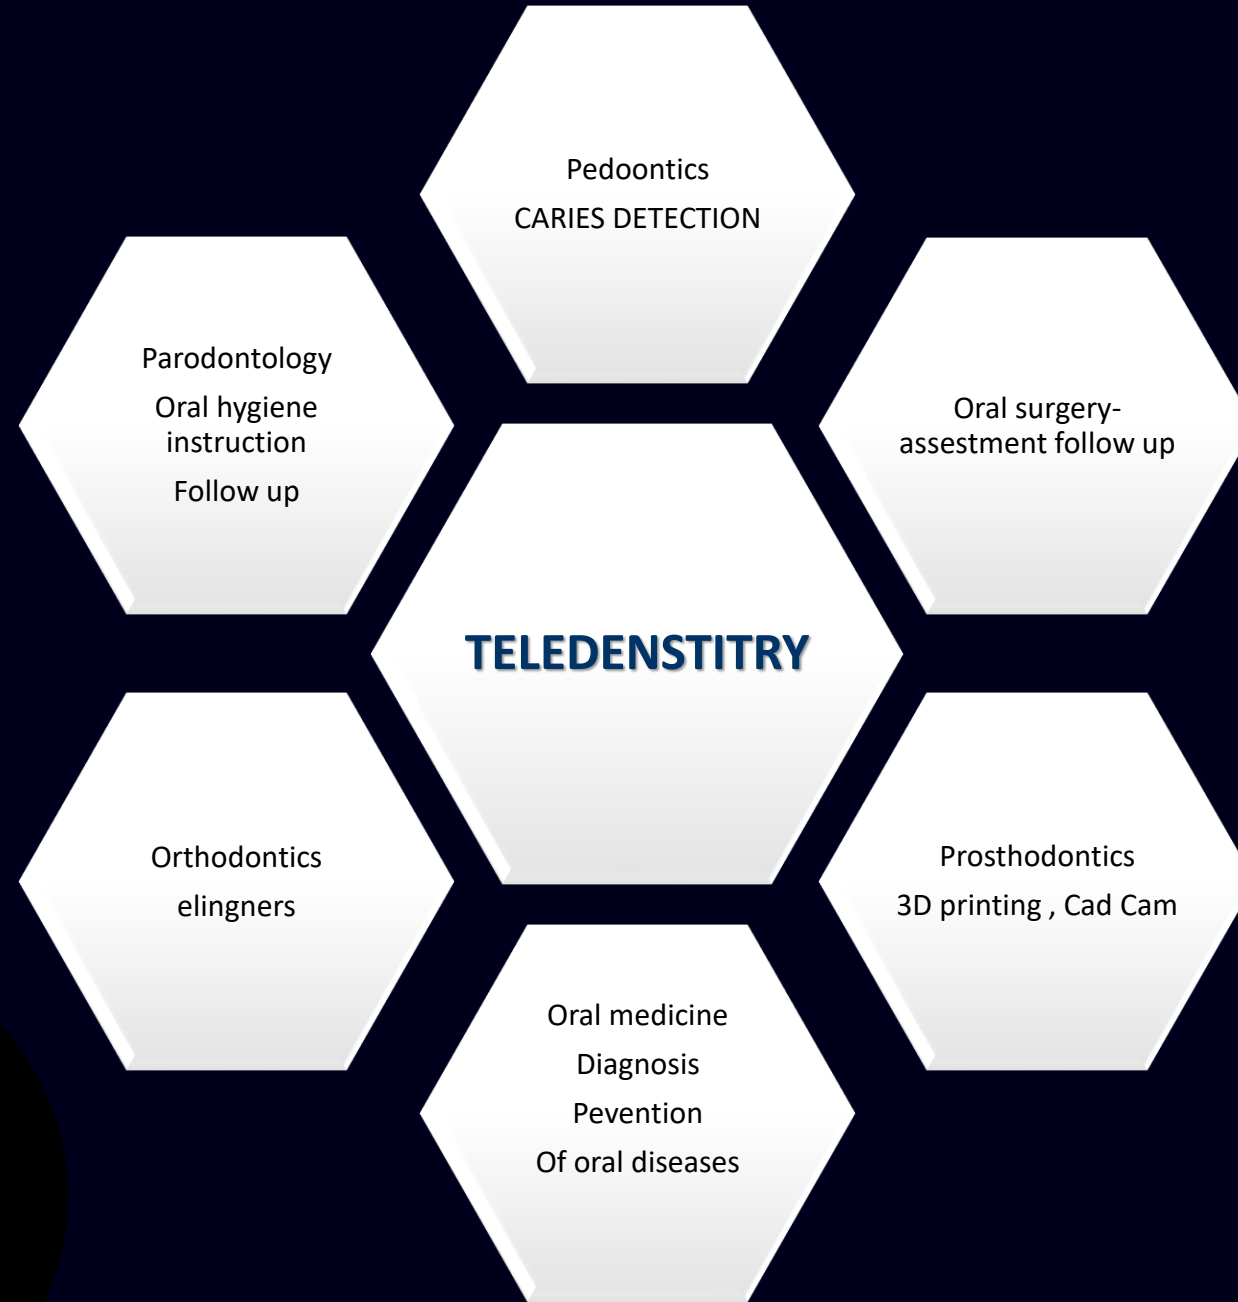 Pedoontics
CARIES DETECTION
Parodontology
Oral hygiene
instruction
Follow up
Oral surgery-
assestment follow up
TELEDENSTITRY
Orthodontics
elingners
Prosthodontics
3D printing , Cad Cam
Oral medicine
Diagnosis
Pevention
Of oral diseases